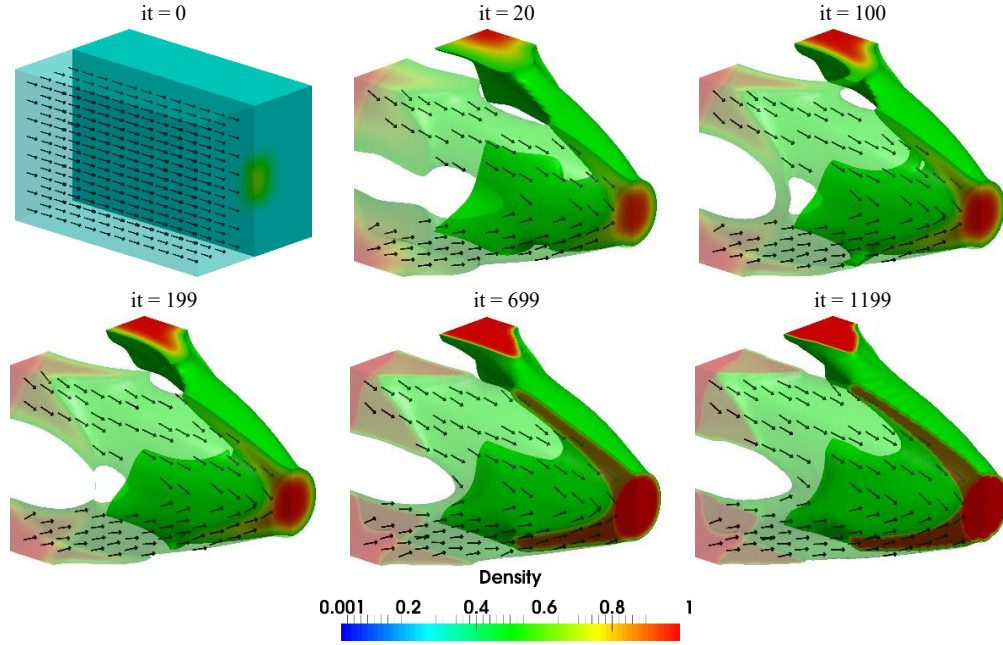 it = 0
it = 20
it = 100
it = 199
it = 699
it = 1199
Density
0.001 0.2 0.4 0.6 0.8 1